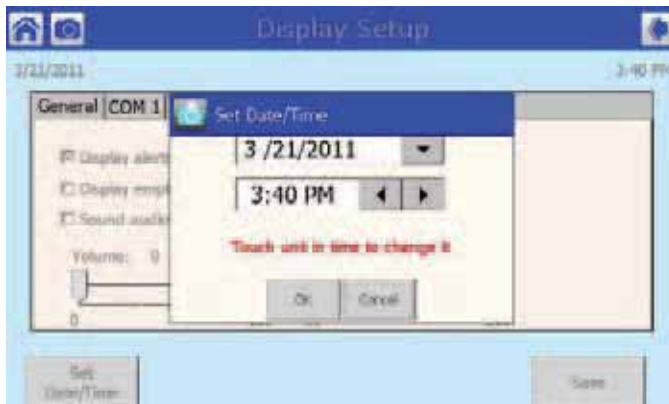 Display Setup
3/21/2011 3:40 PM
General COM 1
Set Date/Time
3 /21/2011
Display alert
3:40 PM
Display empt
Sound audio
Touch unit in time to change it
Volume: 0
OK Cancel
0
Set
Date/Time
Save